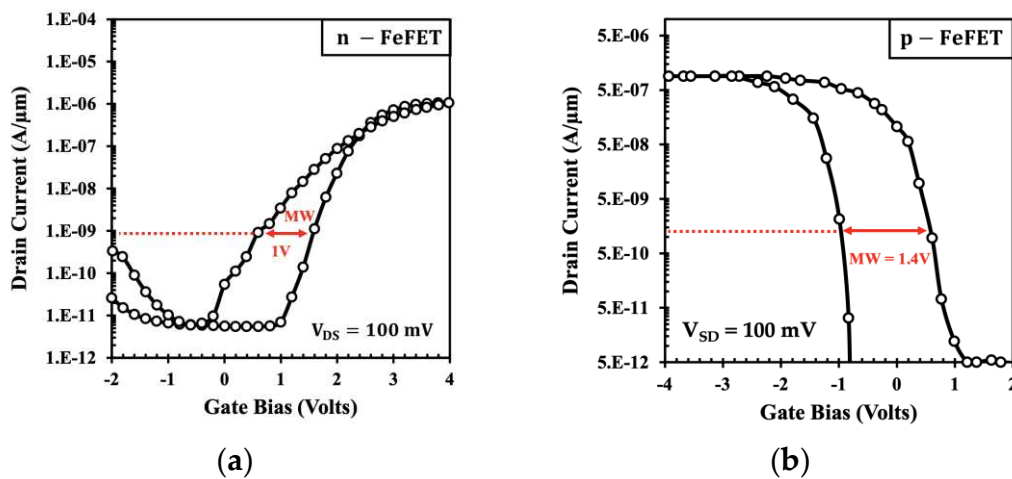 n − FeFET
1.E-04
1.E-05
1.E-06
1.E-07
1.E-08
1.E-09
1.E-10
1.E-11
1.E-12
Drain Current (A/µm)
MW
1V
V_DS = 100 mV
-2 -1 0 1 2 3 4
Gate Bias (Volts)
(a)
p − FeFET
5.E-06
5.E-07
5.E-08
5.E-09
5.E-10
5.E-11
5.E-12
Drain Current (A/µm)
MW = 1.4V
V_SD = 100 mV
-4 -3 -2 -1 0 1 2
Gate Bias (Volts)
(b)